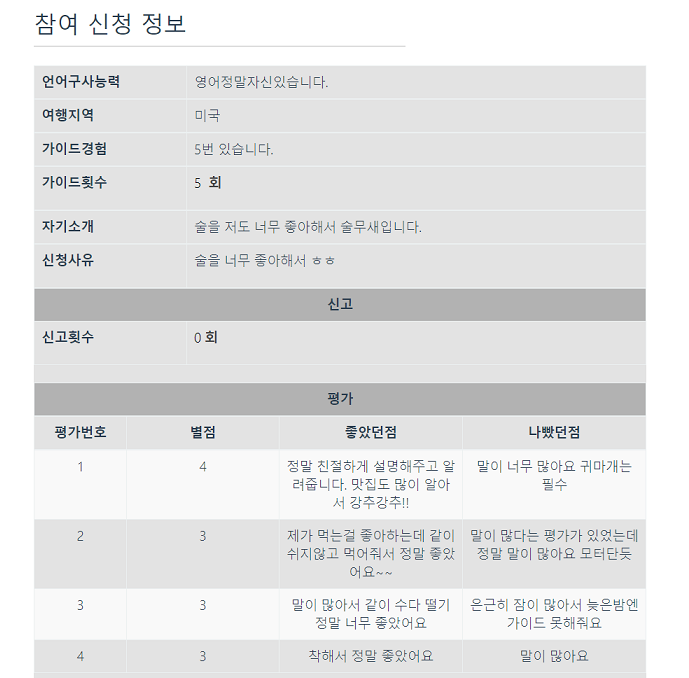 참여 신청 정보
언어구사능력 영어정말자신있습니다.
여행지역 미국
가이드경험 5번 있습니다.
가이드횟수 5 회
자기소개 술을 저도 너무 좋아해서 술무새입니다.
신청사유 술을 너무 좋아해서 ㅎㅎ
신고
신고횟수 0 회
평가
평가번호 별점 좋았던점 나빴던점
1 4 정말 친절하게 설명해주고 알 말이 너무 많아요 귀마개는
려줍니다. 맛집도 많이 알아 필수
서 강추강추!!
2 3 제가 먹는걸 좋아하는데 같이 말이 많다는 평가가 있었는데
쉬지않고 먹어줘서 정말 좋았 정말 말이 많아요 모터단듯
어요~~
3 3 말이 많아서 같이 수다 떨기 은근히 잠이 많아서 늦은밤엔
정말 너무 좋았어요 가이드 못해줘요
4 3 착해서 정말 좋았어요 말이 많아요